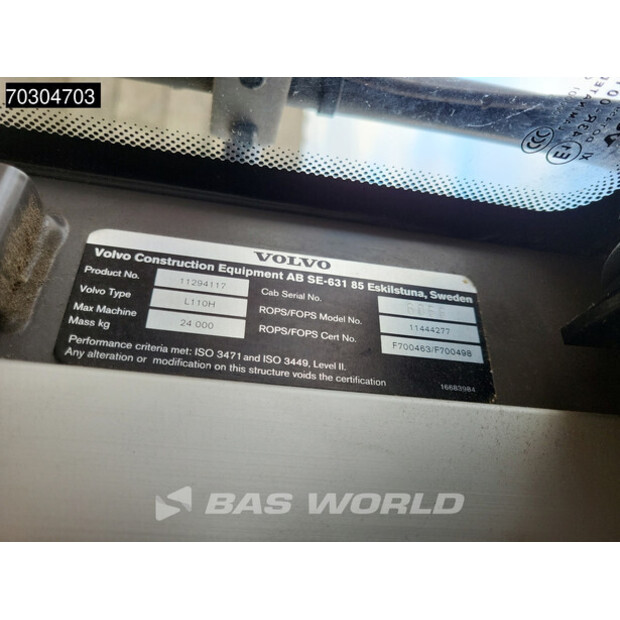 70304703
VOLVO
Volvo Construction Equipment AB SE-631 85 Eskilstuna, Sweden
Product No. 11294117
Cab Serial No.
Volvo Type L110H
ROPS/FOPS Model No. 11444277
Max Machine Mass kg 24 000
ROPS/FOPS Cert No. F700463/F700498
Performance criteria met: ISO 3471 and ISO 3449, Level II.
Any alteration or modification on this structure voids the certification
16683984
BAS WORLD